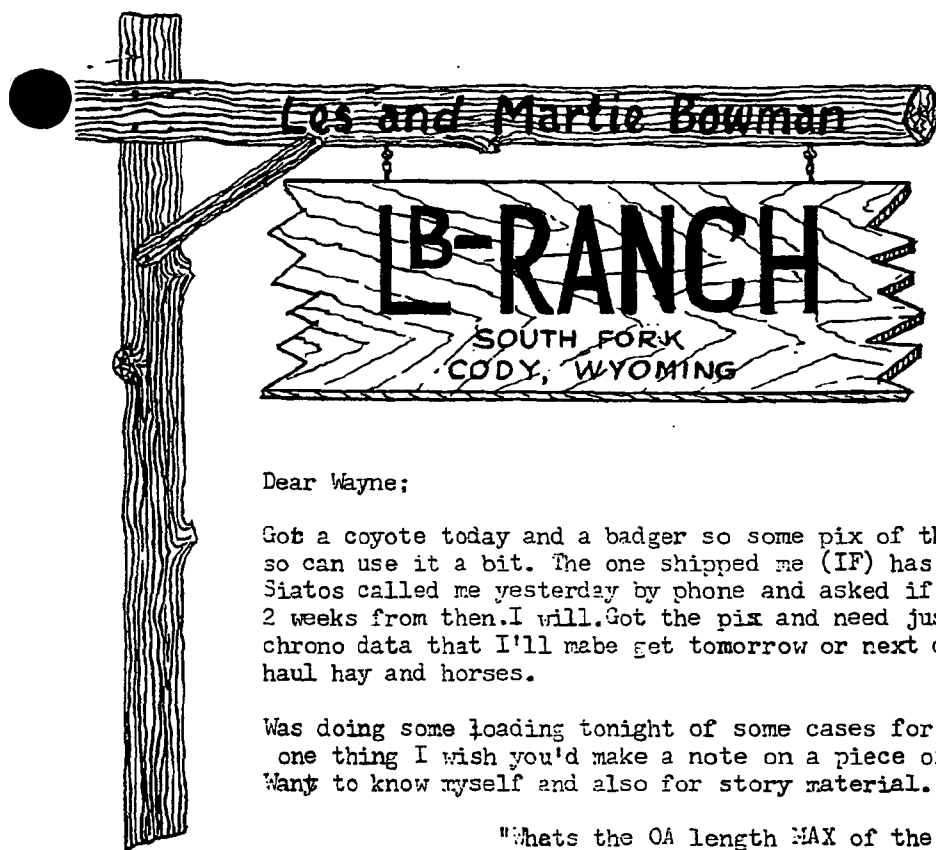 Les and Martie Bowman
LB-RANCH
SOUTH FORK
CODY, WYOMING
Dear Wayne;
Got a coyote today and a badger so some pix of th
so can use it a bit. The one shipped me (IF) has
Siatos called me yesterday by phone and asked if
2 weeks from then.I will.Got the pix and need jus
chrono data that I'll mabe get tomorrow or next
haul hay and horses.
Was doing some loading tonight of some cases for
one thing I wish you'd make a note on a piece o
Want to know myself and also for story material.
"Whats the OA length MAX of the